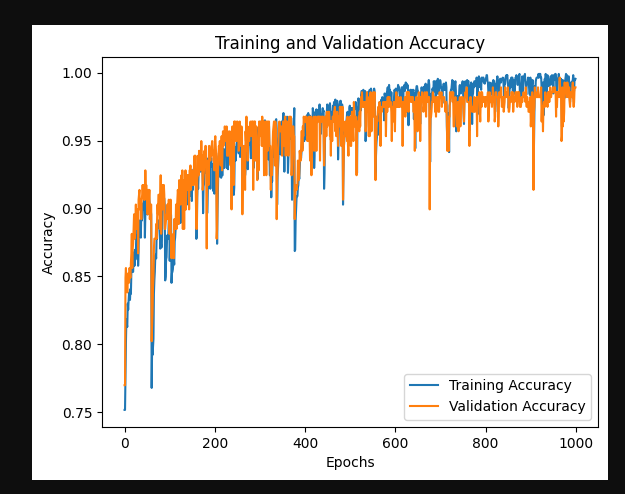 Training and Validation Accuracy
1.00
0.95
0.90
0.85
0.80
0.75
Accuracy
0 200 400 600 800 1000
Epochs
Training Accuracy
Validation Accuracy